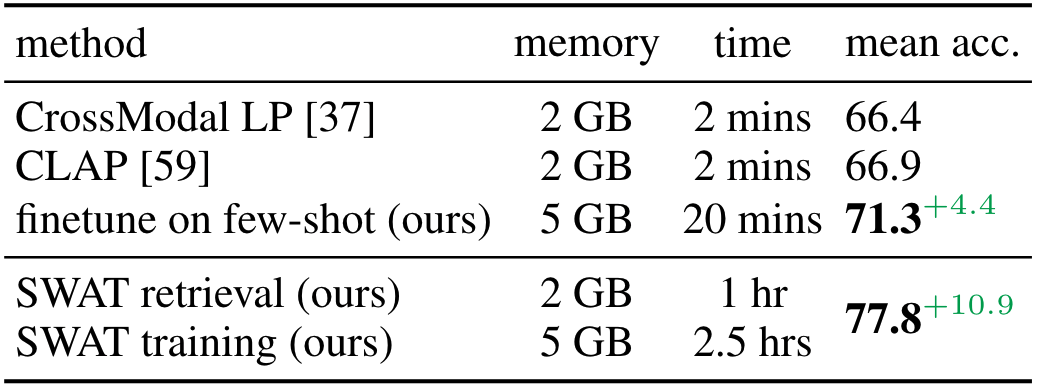 method memory time mean acc.
CrossModal LP [37] 2 GB 2 mins 66.4
CLAP [59] 2 GB 2 mins 66.9
finetune on few-shot (ours) 5 GB 20 mins 71.3+4.4
SWAT retrieval (ours) 2 GB 1 hr
77.8+10.9
SWAT training (ours) 5 GB 2.5 hrs